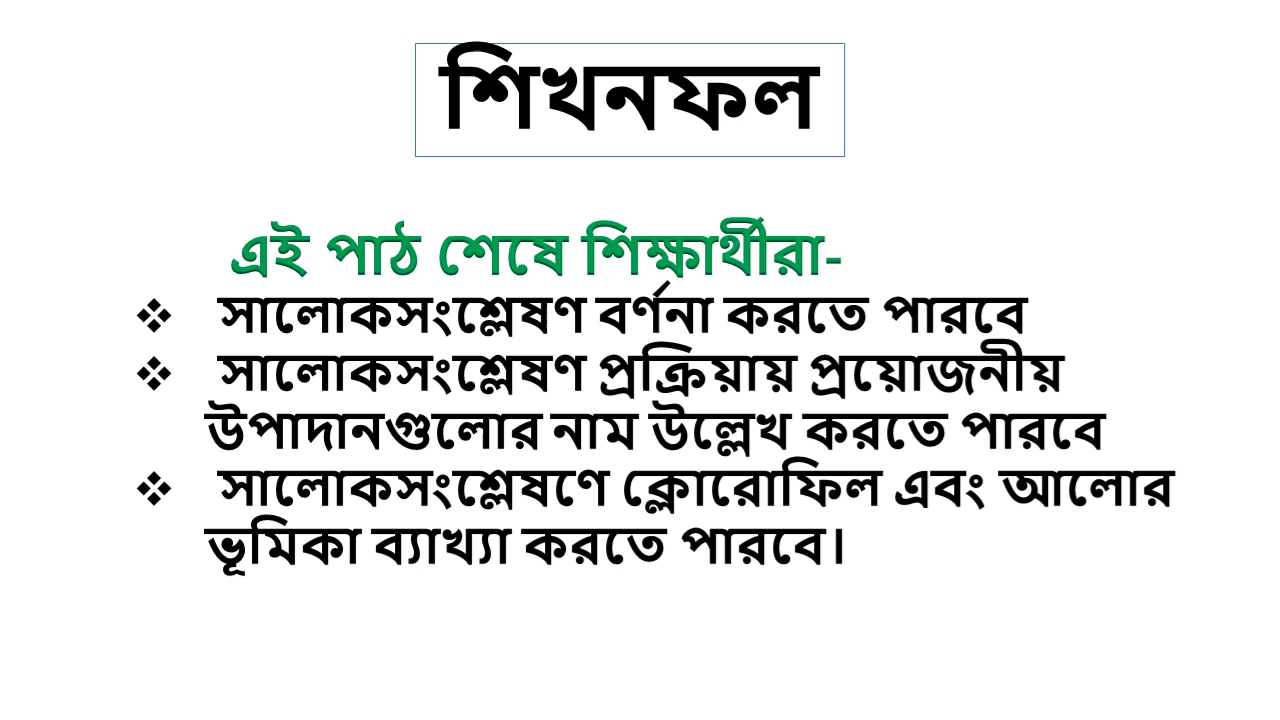 শিখনফল
এই পাঠ শেষে শিক্ষার্থীরা-
❖ সালোকসংশ্লেষণ বর্ণনা করতে পারবে
❖ সালোকসংশ্লেষণ প্রক্রিয়ায় প্রয়োজনীয়
উপাদানগুলোর নাম উল্লেখ করতে পারবে
❖ সালোকসংশ্লেষণে ক্লোরোফিল এবং আলোর
ভূমিকা ব্যাখ্যা করতে পারবে।